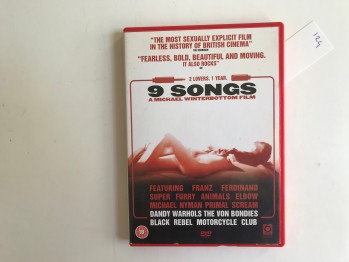 "THE MOST SEXUALLY EXPLICIT FILM
IN THE HISTORY OF BRITISH CINEMA"
"FEARLESS, BOLD, BEAUTIFUL AND MOVING.
IT ALSO ROCKS"
2 LOVERS. 1 YEAR.
9 SONGS
A MICHAEL WINTERBOTTOM FILM
FEATURING FRANZ FERDINAND
SUPER FURRY ANIMALS ELBOW
MICHAEL NYMAN PRIMAL SCREAM
DANDY WARHOLS THE VON BONDIES
BLACK REBEL MOTORCYCLE CLUB
18
DVD
124